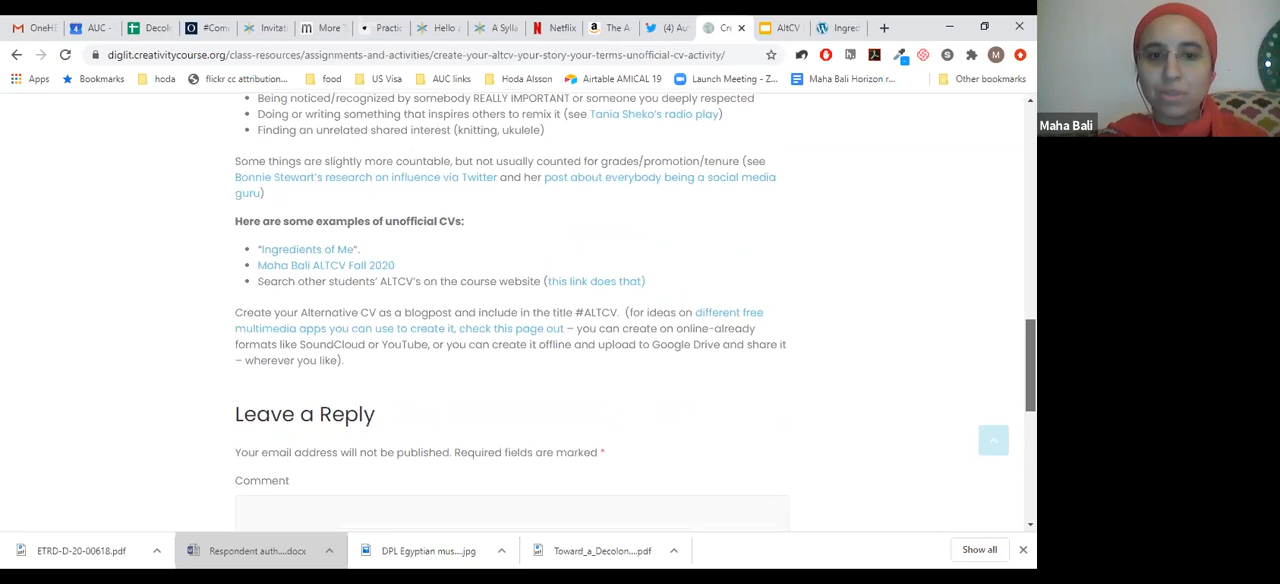 OneHE
AUC -
Decolo
#Com
Invitati
More T
Practic
Hello a
A Sylla
Netflix
The A
(4) Au
Cre
AltCV
Ingred
diglit.creativitycourse.org/class-resources/assignments-and-activities/create-your-altcv-your-story-your-terms-unofficial-cv-activity/
Apps
Bookmarks
hoda
flickr cc attribution...
food
US Visa
AUC links
Hoda Alsson
Airtable AMICAL 19
Launch Meeting - Z...
Maha Bali Horizon r...
Other bookmarks
Maha Bali
Being noticed/recognized by somebody REALLY IMPORTANT or someone you deeply respected
Doing or writing something that inspires others to remix it (see Tania Sheko's radio play)
Finding an unrelated shared interest (knitting, ukulele)
Some things are slightly more countable, but not usually counted for grades/promotion/tenure (see
Bonnie Stewart's research on influence via Twitter and her post about everybody being a social media
guru)
Here are some examples of unofficial CVs:
"Ingredients of Me".
Maha Bali ALTCV Fall 2020
Search other students' ALTCV's on the course website (this link does that)
Create your Alternative CV as a blogpost and include in the title #ALTCV. (for ideas on different free
multimedia apps you can use to create it, check this page out – you can create on online-already
formats like SoundCloud or YouTube, or you can create it offline and upload to Google Drive and share it
– wherever you like).
Leave a Reply
Your email address will not be published. Required fields are marked *
Comment
ETRD-D-20-00618.pdf
Respondent auth....docx
DPL Egyptian mus....jpg
Toward_a_Decolon....pdf
Show all